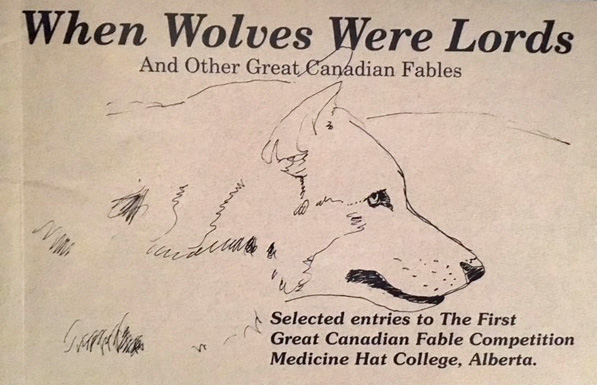 When Wolves Were Lords
And Other Great Canadian Fables
Selected entries to The First
Great Canadian Fable Competition
Medicine Hat College, Alberta.